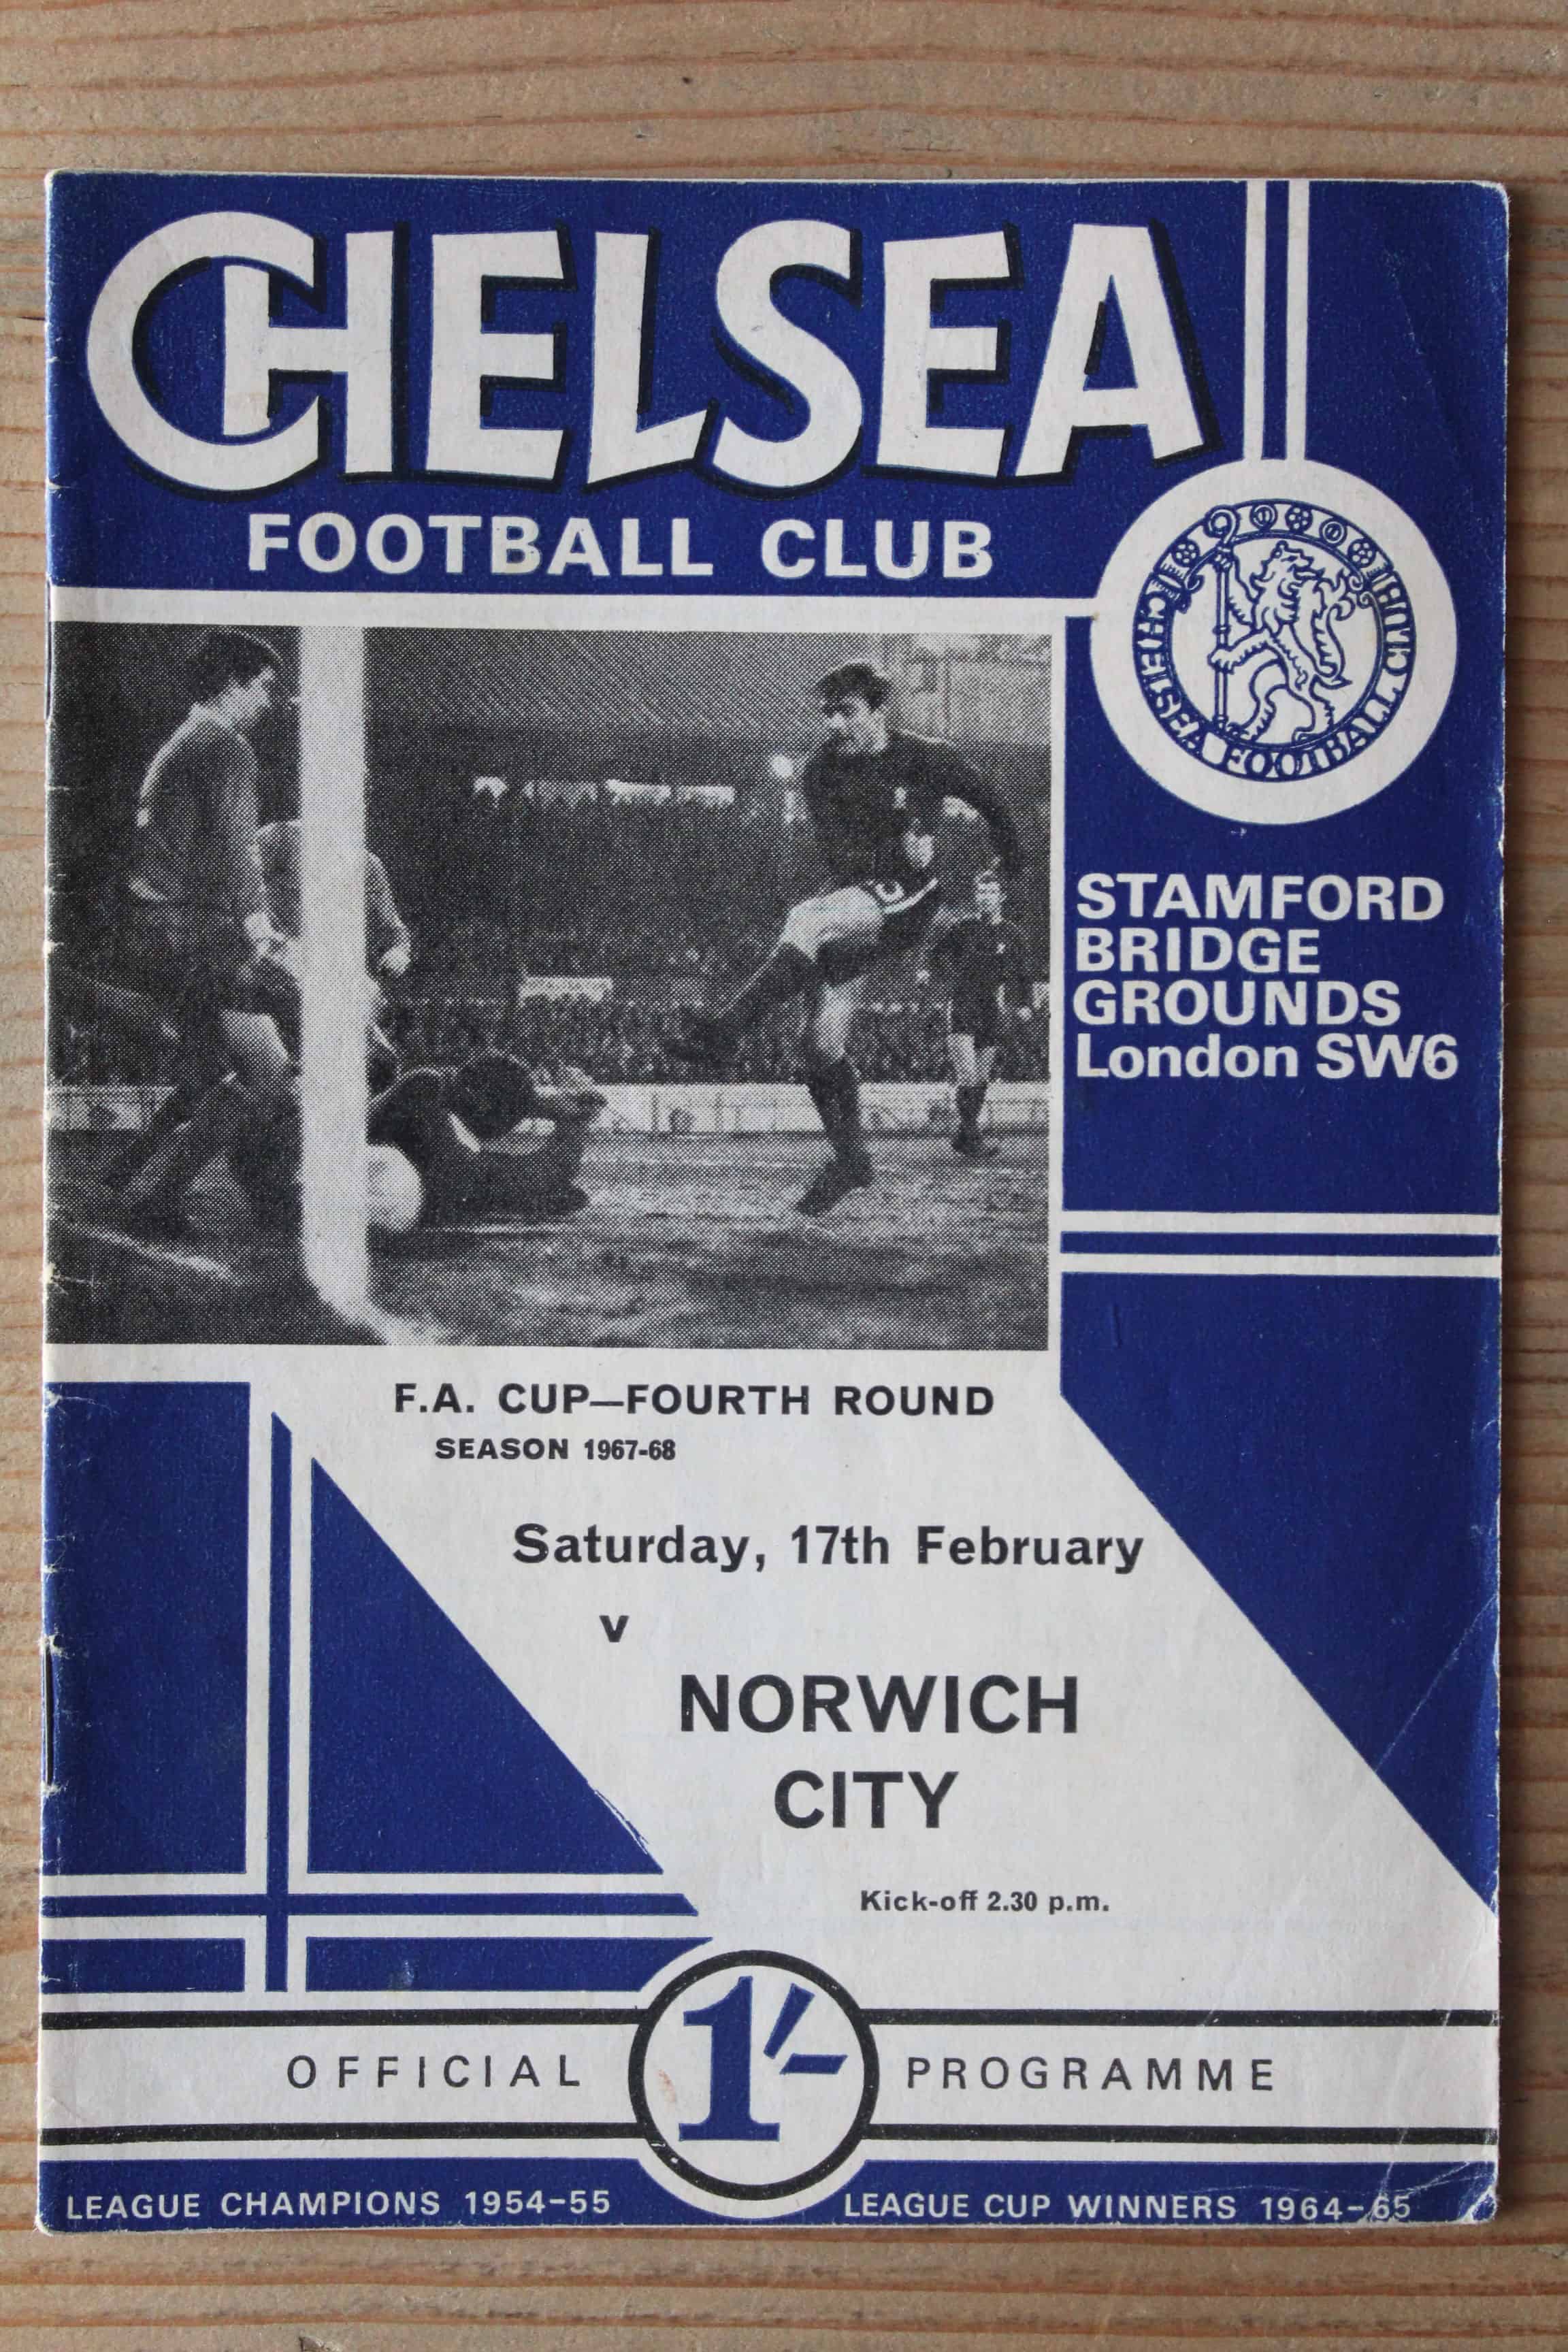 CHELSEA
FOOTBALL CLUB
CHELSEA FOOTBALL CLUB
STAMFORD
BRIDGE
GROUNDS
London SW6
F.A. CUP—FOURTH ROUND
SEASON 1967-68
Saturday, 17th February
v
NORWICH
CITY
Kick-off 2.30 p.m.
OFFICIAL 1'- PROGRAMME
LEAGUE CHAMPIONS 1954-55 LEAGUE CUP WINNERS 1964-65